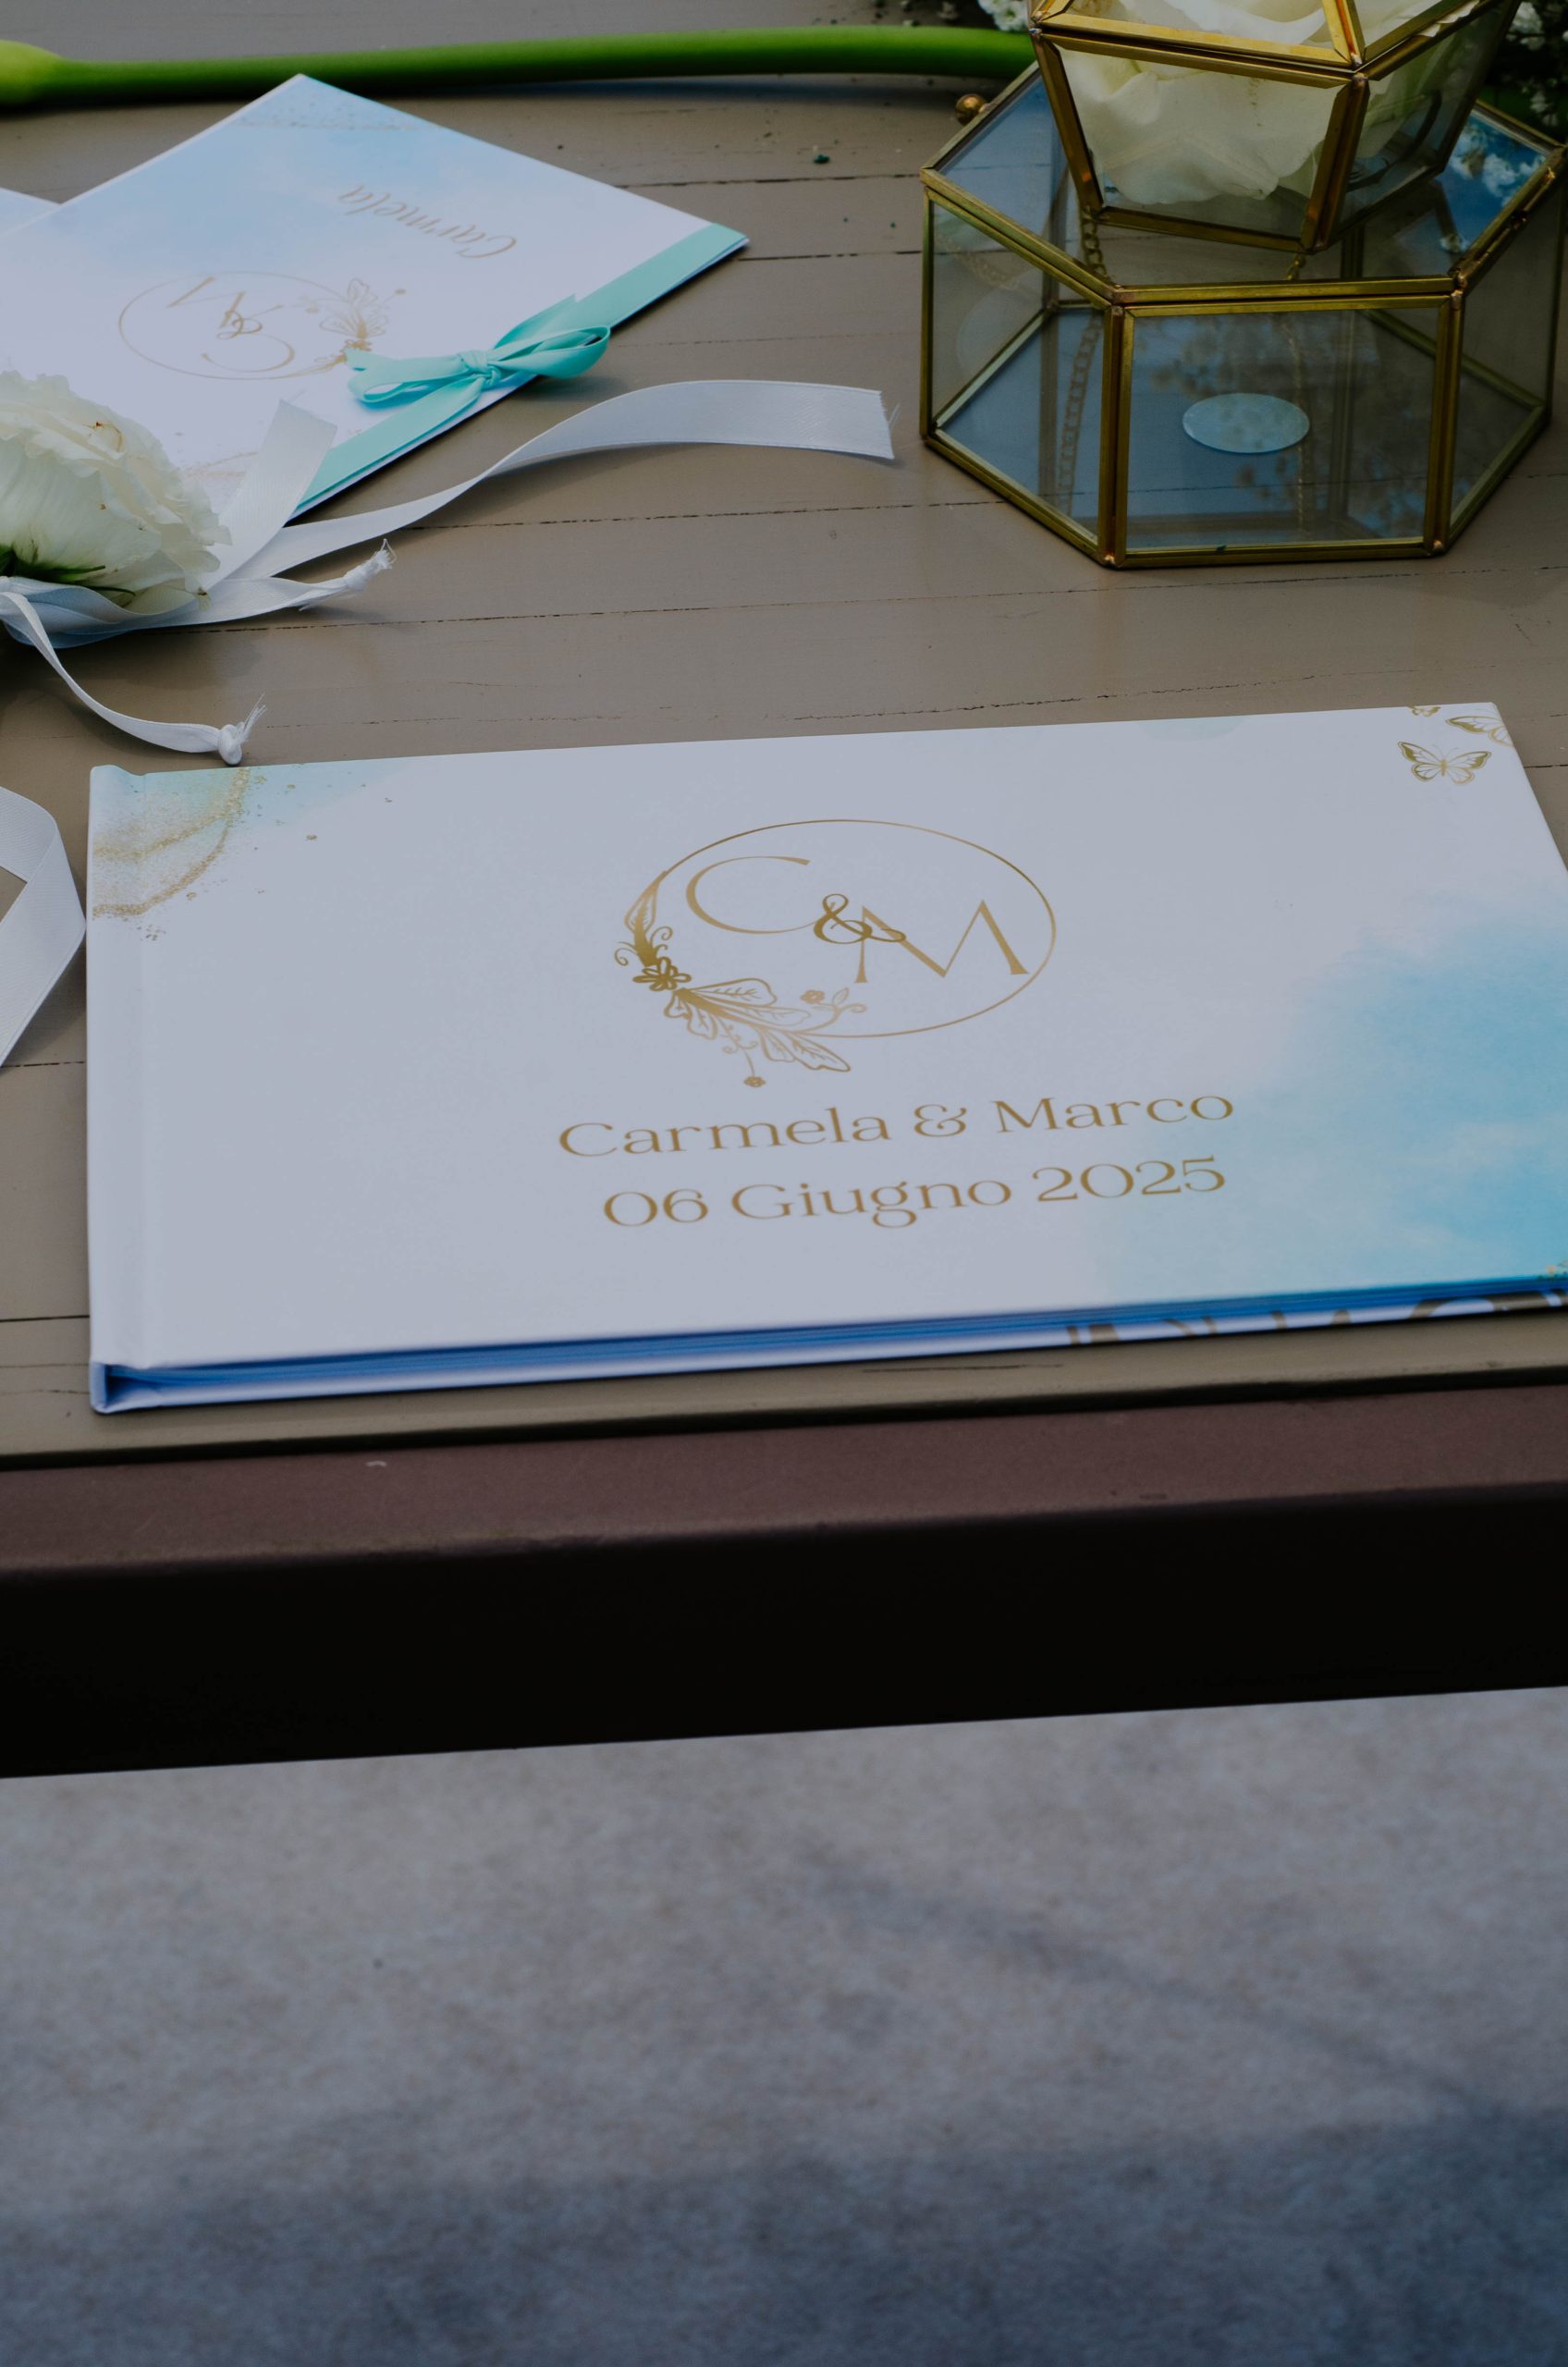 Carmela
C & M
C & M
Carmela & Marco
06 Giugno 2025